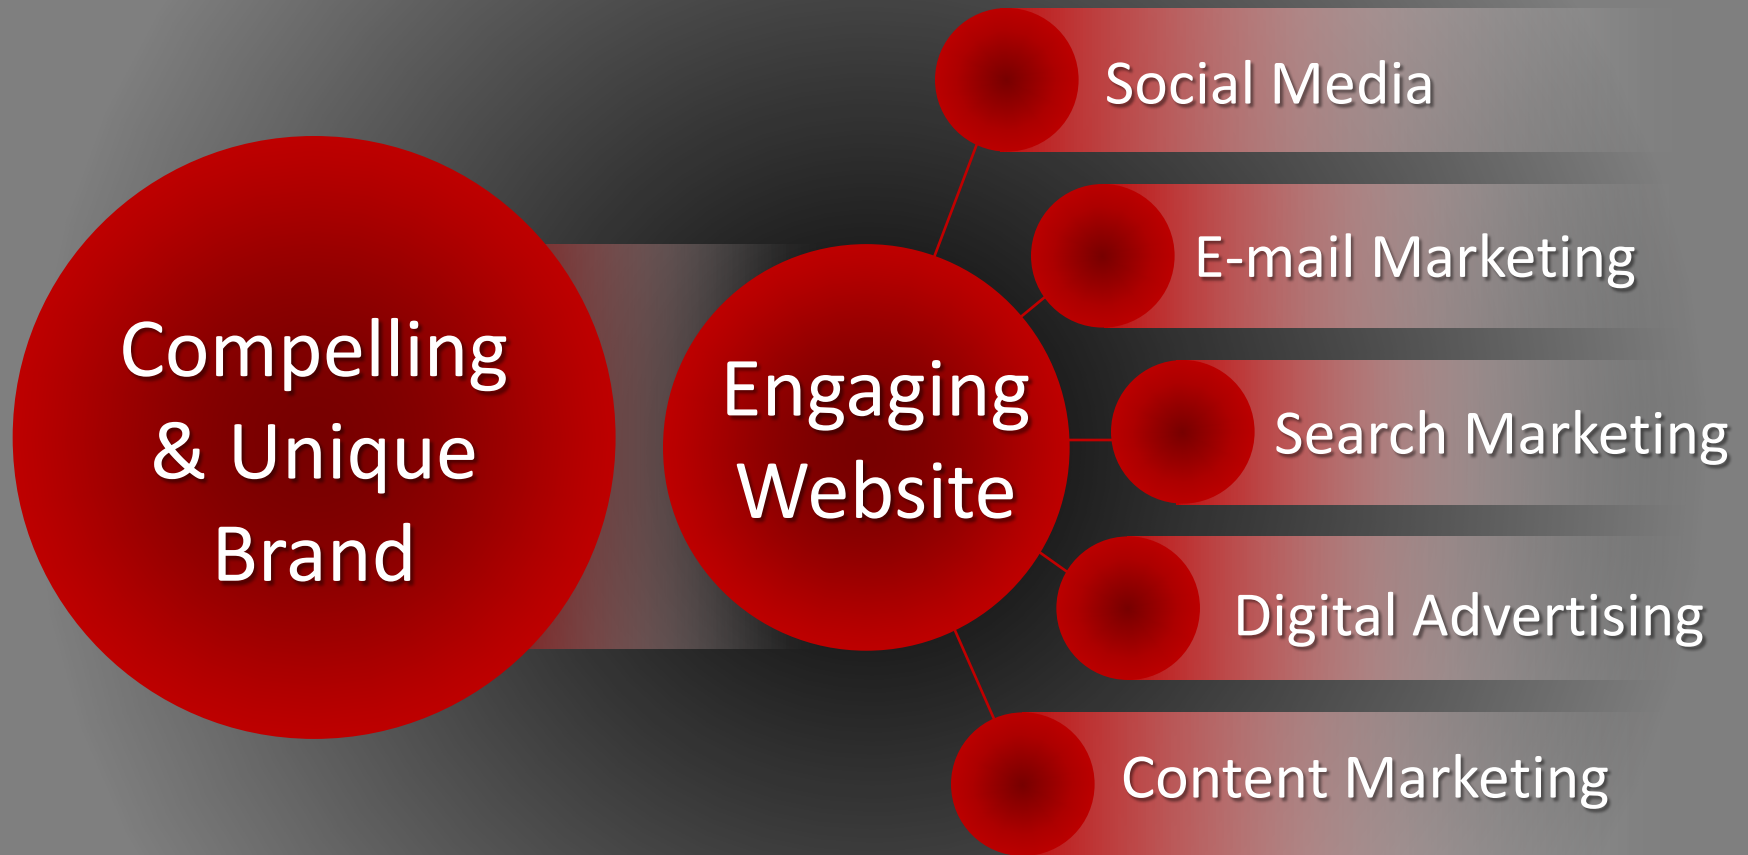 Compelling
& Unique
Brand
Engaging
Website
Social Media
E-mail Marketing
Search Marketing
Digital Advertising
Content Marketing